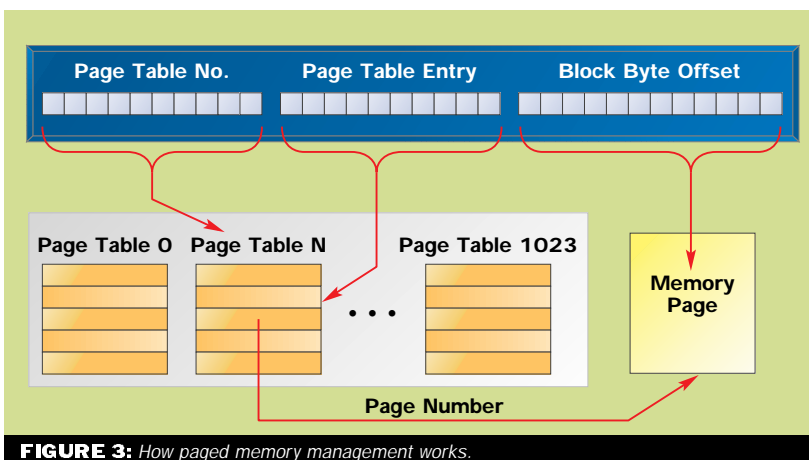 Page Table No. Page Table Entry Block Byte Offset
Page Table 0 Page Table N Page Table 1023
• • •
Memory
Page
Page Number
FIGURE 3: How paged memory management works.